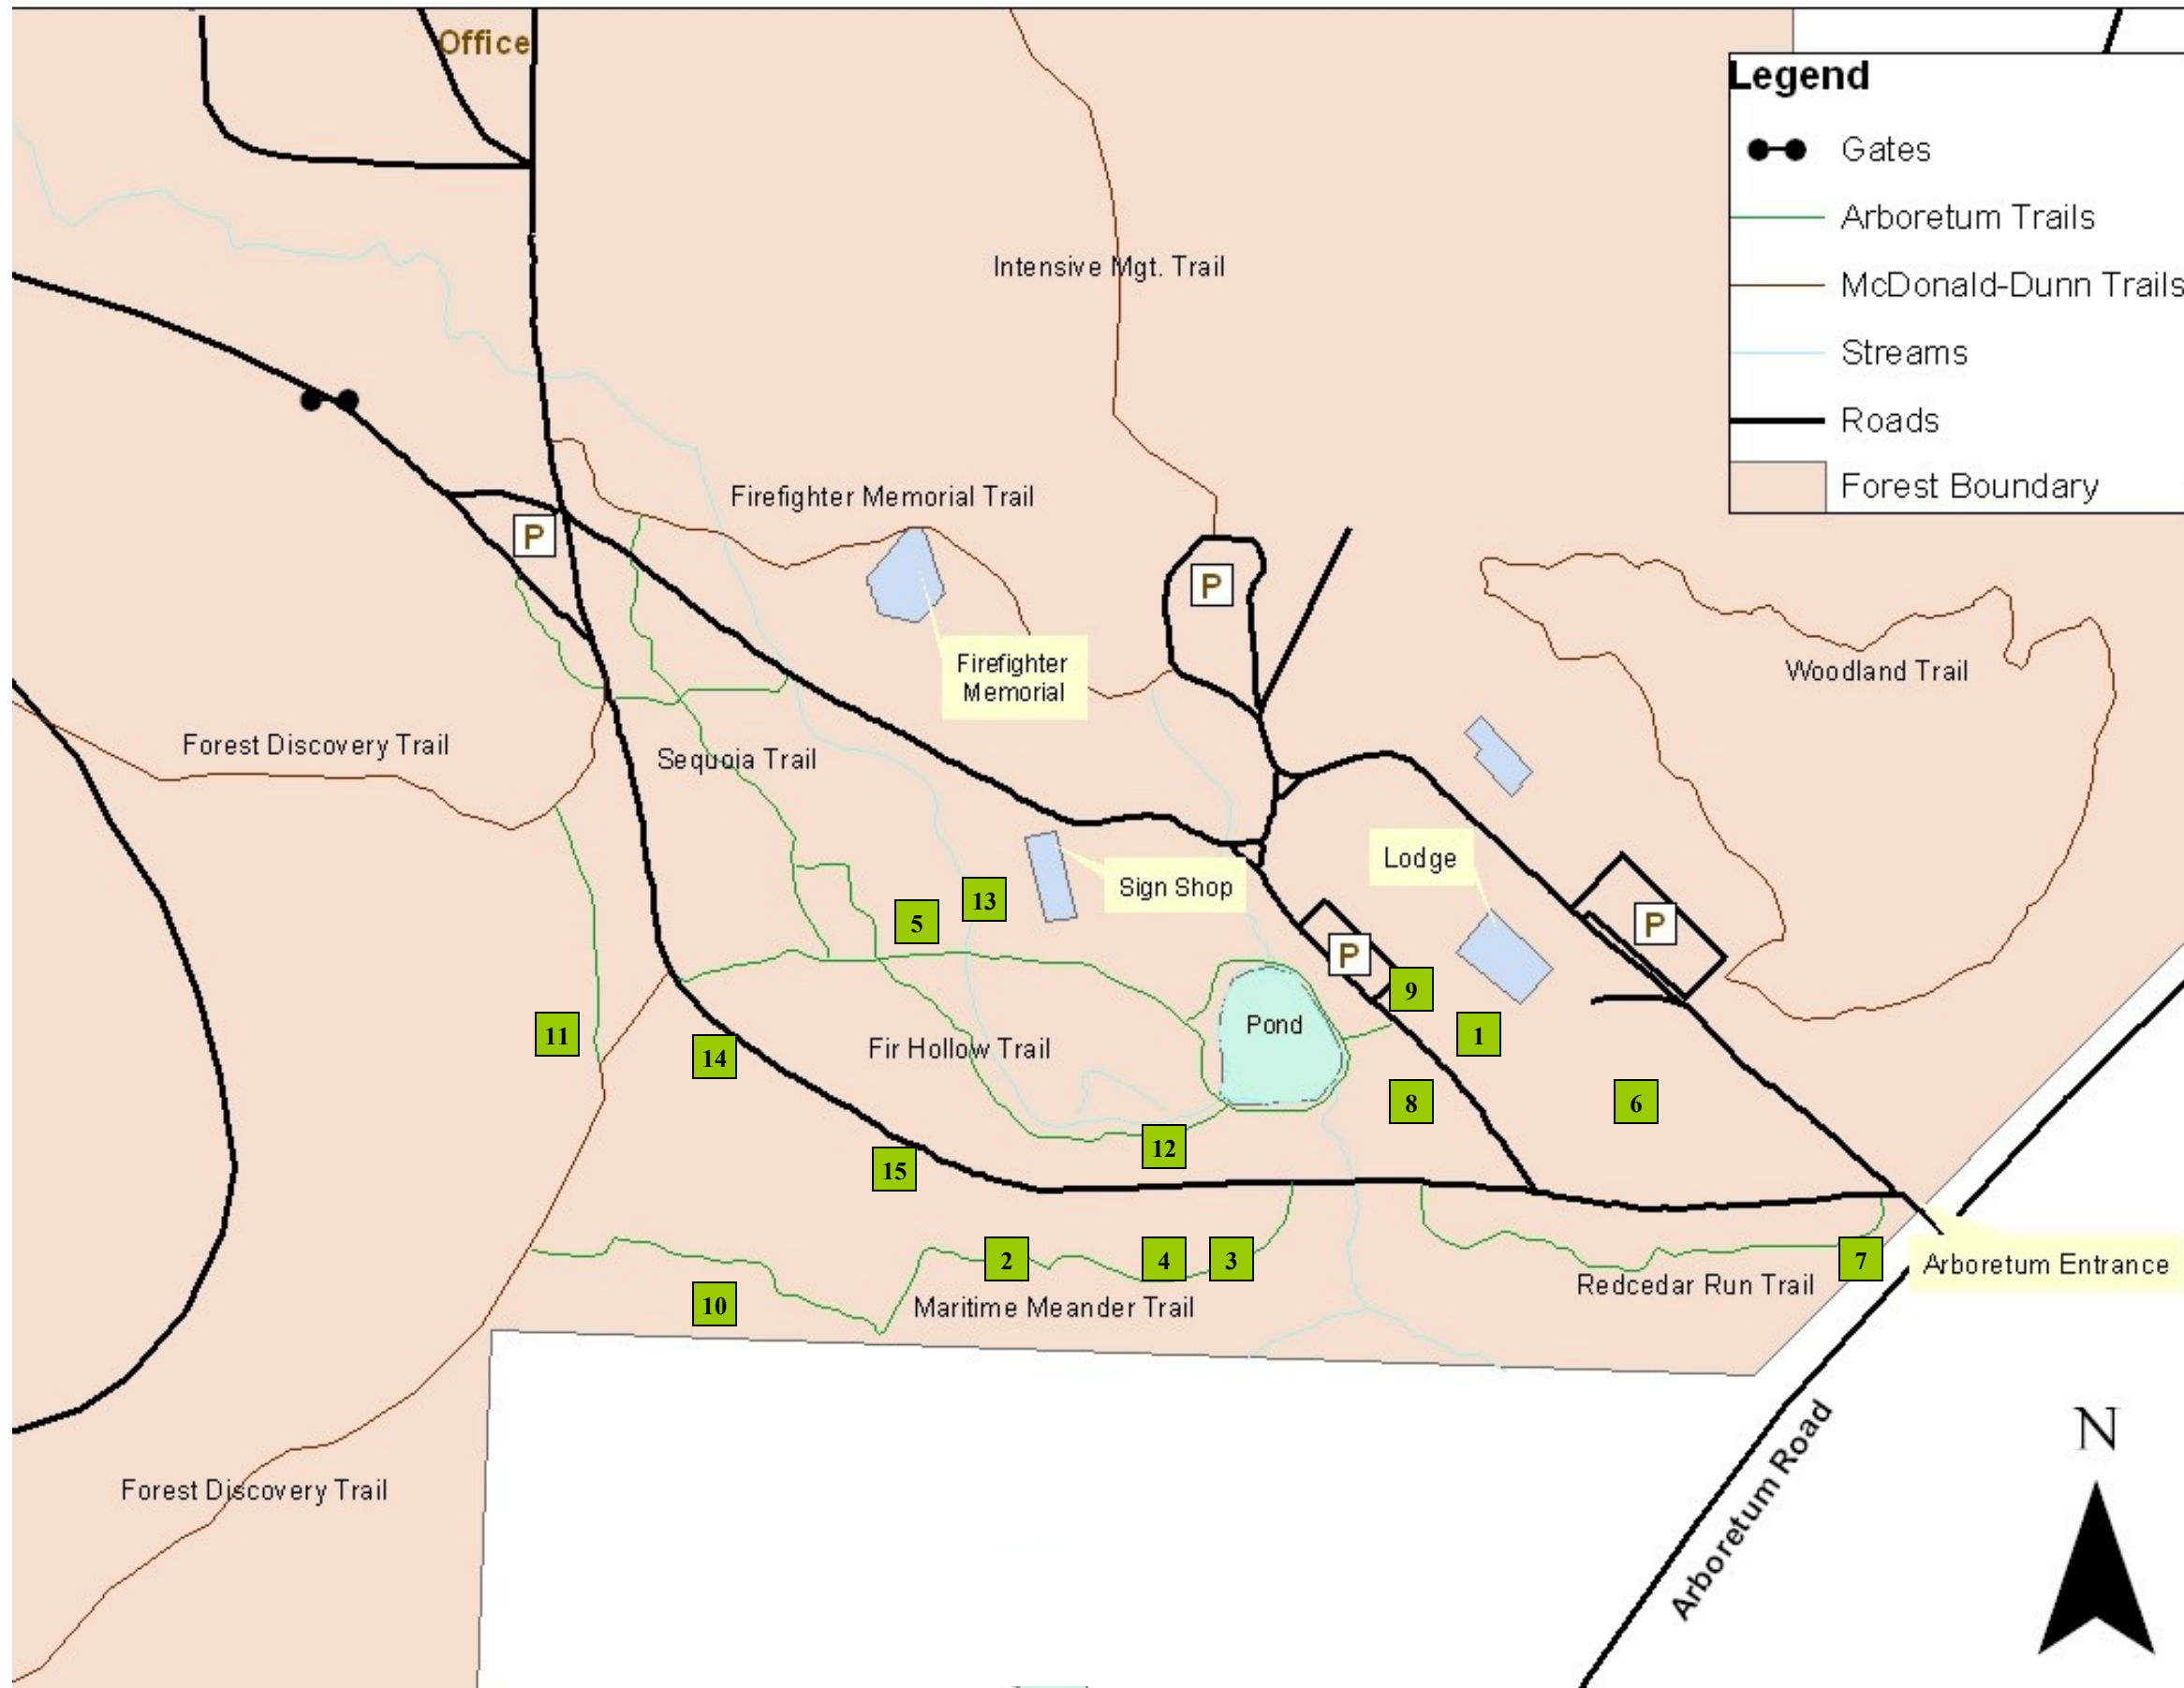 Office
Legend
Gates
Arboretum Trails
McDonald-Dunn Trails
Streams
Roads
Forest Boundary
Intensive Mgt. Trail
Firefighter Memorial Trail
P
P
Firefighter
Memorial
Woodland Trail
Forest Discovery Trail
Sequoia Trail
Lodge
Sign Shop
13
5
P
P
9
Pond
11
14
Fir Hollow Trail
1
8
6
12
15
2
4
3
7
Arboretum Entrance
Redcedar Run Trail
10
Maritime Meander Trail
Forest Discovery Trail
Arboretum Road
N